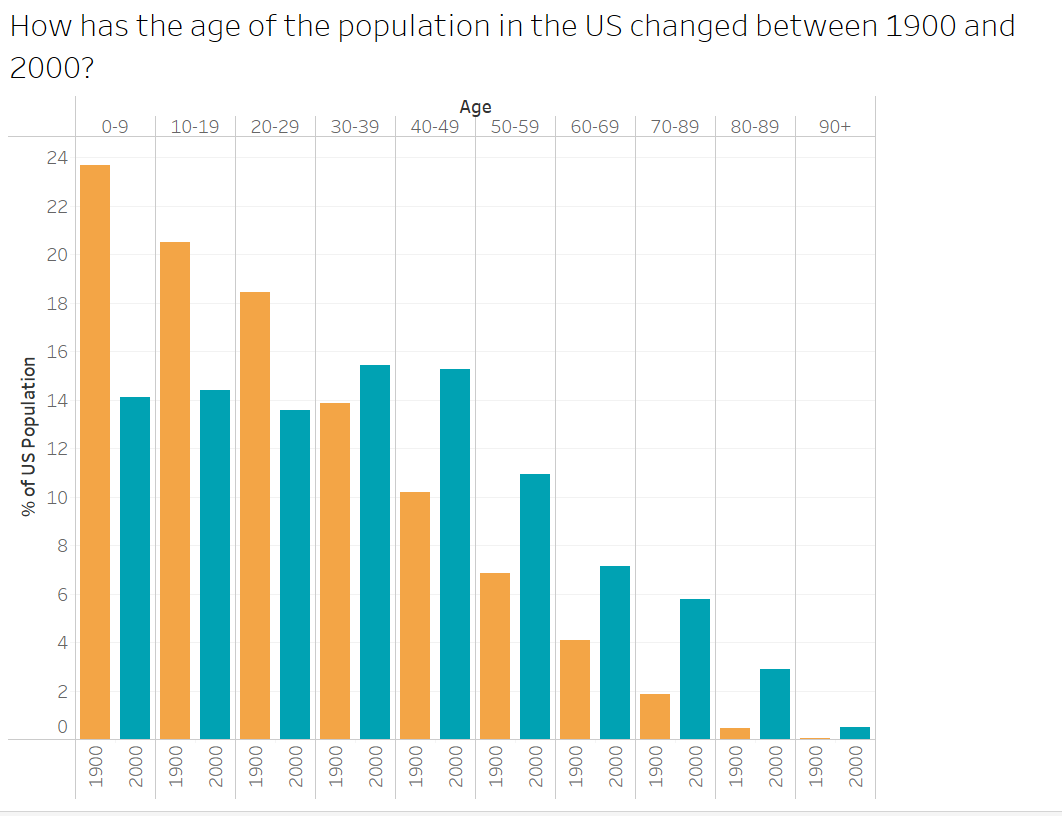 How has the age of the population in the US changed between 1900 and
2000?
Age
0-9 10-19 20-29 30-39 40-49 50-59 60-69 70-89 80-89 90+
% of US Population
24
22
20
18
16
14
12
10
8
6
4
2
0
1900 2000 1900 2000 1900 2000 1900 2000 1900 2000 1900 2000 1900 2000 1900 2000 1900 2000 1900 2000